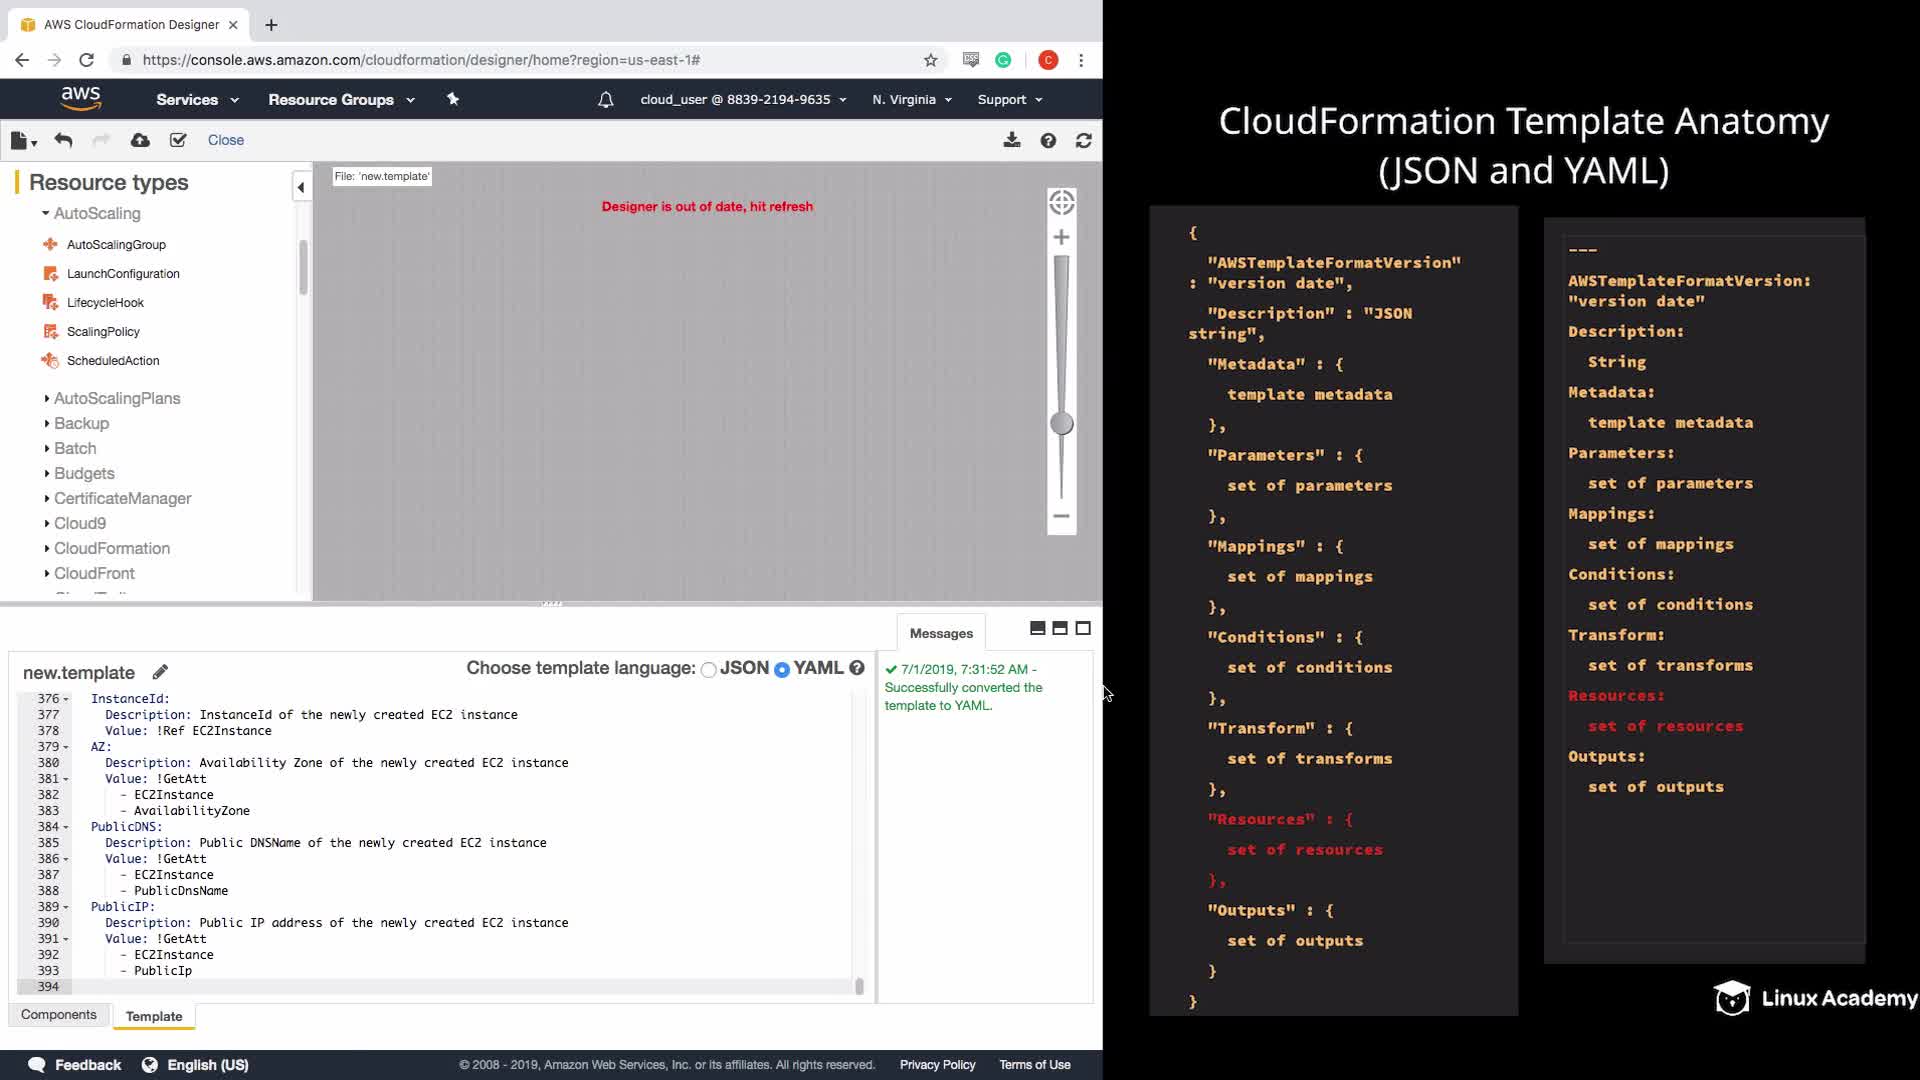 AWS CloudFormation Designer
https://console.aws.amazon.com/cloudformation/designer/home?region=us-east-1#
C
aws
Services
Resource Groups
cloud_user @ 8839-2194-9635
N. Virginia
Support
Close
Resource types
AutoScaling
AutoScalingGroup
LaunchConfiguration
LifecycleHook
ScalingPolicy
ScheduledAction
AutoScalingPlans
Backup
Batch
Budgets
CertificateManager
Cloud9
CloudFormation
CloudFront
File: 'new.template'
Designer is out of date, hit refresh
new.template
Choose template language: JSON YAML
376 InstanceId:
377 Description: InstanceId of the newly created EC2 instance
378 Value: !Ref EC2Instance
379 AZ:
380 Description: Availability Zone of the newly created EC2 instance
381 Value: !GetAtt
382 - EC2Instance
383 - AvailabilityZone
384 PublicDNS:
385 Description: Public DNSName of the newly created EC2 instance
386 Value: !GetAtt
387 - EC2Instance
388 - PublicDnsName
389 PublicIP:
390 Description: Public IP address of the newly created EC2 instance
391 Value: !GetAtt
392 - EC2Instance
393 - PublicIp
394
Messages
7/1/2019, 7:31:52 AM -
Successfully converted the
template to YAML.
Components
Template
Feedback
English (US)
© 2008 - 2019, Amazon Web Services, Inc. or its affiliates. All rights reserved.
Privacy Policy
Terms of Use
CloudFormation Template Anatomy
(JSON and YAML)
{
"AWSTemplateFormatVersion"
: "version date",
"Description" : "JSON
string",
"Metadata" : {
template metadata
},
"Parameters" : {
set of parameters
},
"Mappings" : {
set of mappings
},
"Conditions" : {
set of conditions
},
"Transform" : {
set of transforms
},
"Resources" : {
set of resources
},
"Outputs" : {
set of outputs
}
}
---
AWSTemplateFormatVersion:
"version date"
Description:
String
Metadata:
template metadata
Parameters:
set of parameters
Mappings:
set of mappings
Conditions:
set of conditions
Transform:
set of transforms
Resources:
set of resources
Outputs:
set of outputs
Linux Academy